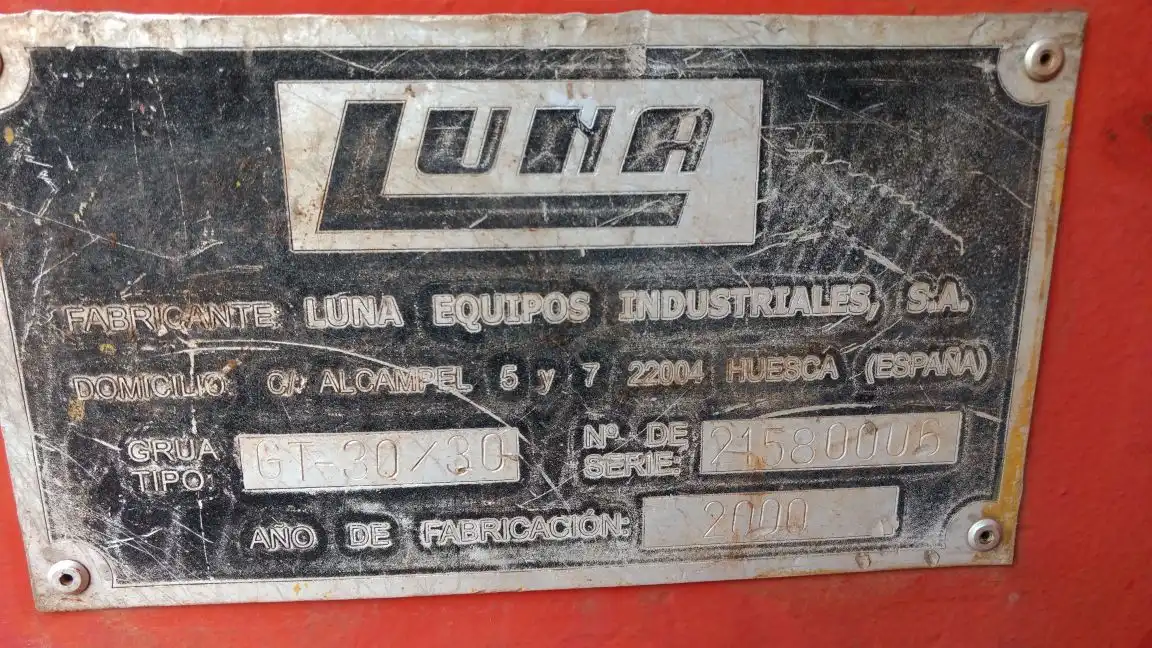 LUNA
FABRICANTE: LUNA EQUIPOS INDUSTRIALES, S.A.
DOMICILIO: C/. ALCAMPEL 5 y 7 22004 HUESCA (ESPAÑA)
GRUA TIPO: GT-30/30 Nº DE SERIE: 21580006
AÑO DE FABRICACIÓN: 2000